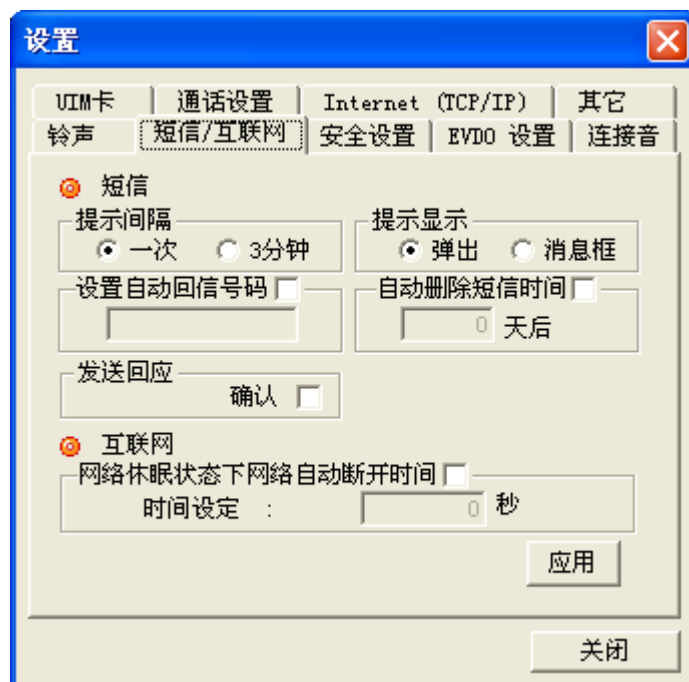 设置
UIM卡 通话设置 Internet (TCP/IP) 其它
铃声 短信/互联网 安全设置 EVDO 设置 连接音
短信
提示间隔 提示显示
一次 3分钟 弹出 消息框
设置自动回信号码 自动删除短信时间
0 天后
发送回应
确认
互联网
网络休眠状态下网络自动断开时间
时间设定 : 0 秒
应用
关闭